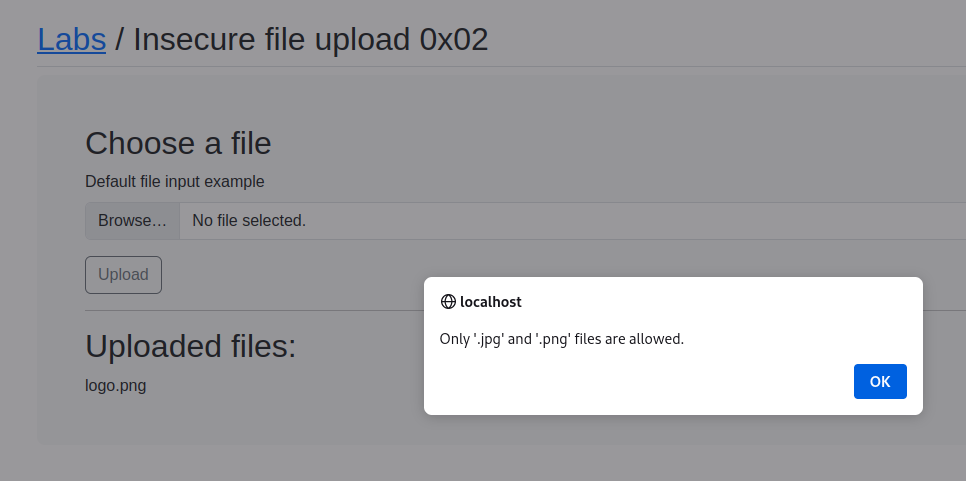 Labs / Insecure file upload 0x02
Choose a file
Default file input example
Browse… No file selected.
Upload
localhost
Only '.jpg' and '.png' files are allowed.
OK
Uploaded files:
logo.png